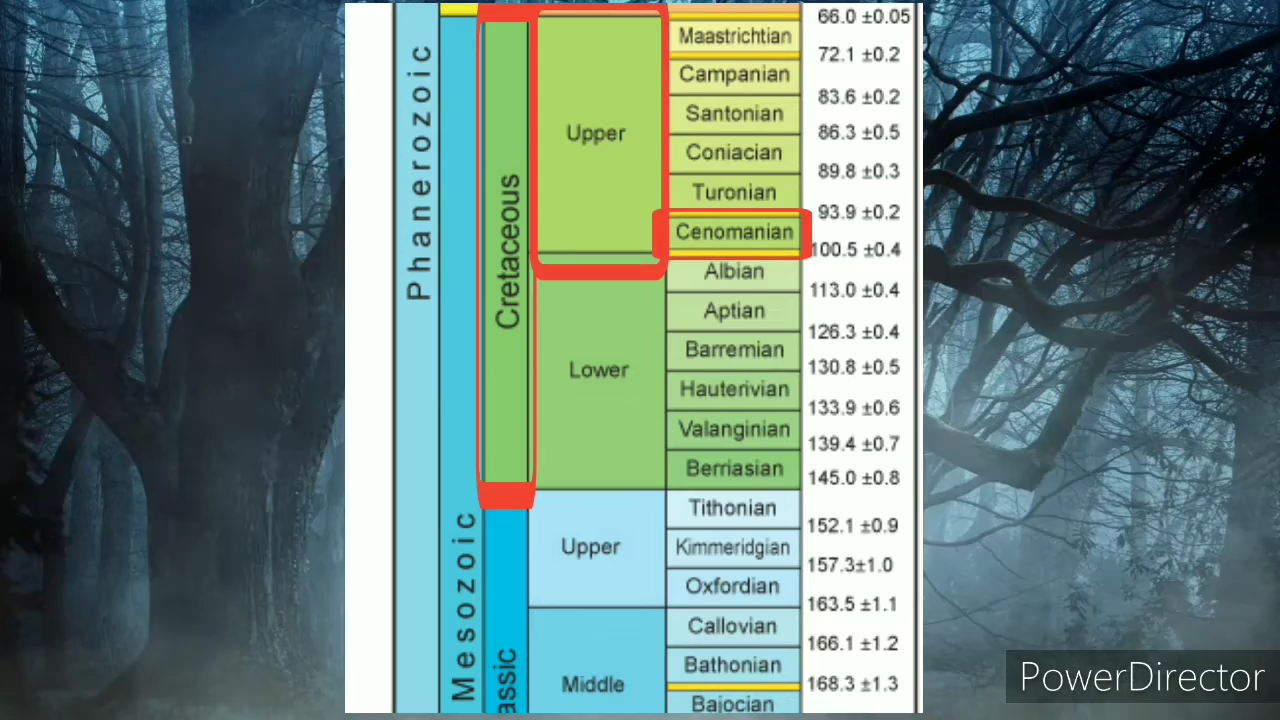 Phanerozoic
Mesozoic
Cretaceous
assic
Upper
Lower
Upper
Middle
Maastrichtian
Campanian
Santonian
Coniacian
Turonian
Cenomanian
Albian
Aptian
Barremian
Hauterivian
Valanginian
Berriasian
Tithonian
Kimmeridgian
Oxfordian
Callovian
Bathonian
Bajocian
66.0 ±0.05
72.1 ±0.2
83.6 ±0.2
86.3 ±0.5
89.8 ±0.3
93.9 ±0.2
100.5 ±0.4
113.0 ±0.4
126.3 ±0.4
130.8 ±0.5
133.9 ±0.6
139.4 ±0.7
145.0 ±0.8
152.1 ±0.9
157.3±1.0
163.5 ±1.1
166.1 ±1.2
168.3 ±1.3
PowerDirector